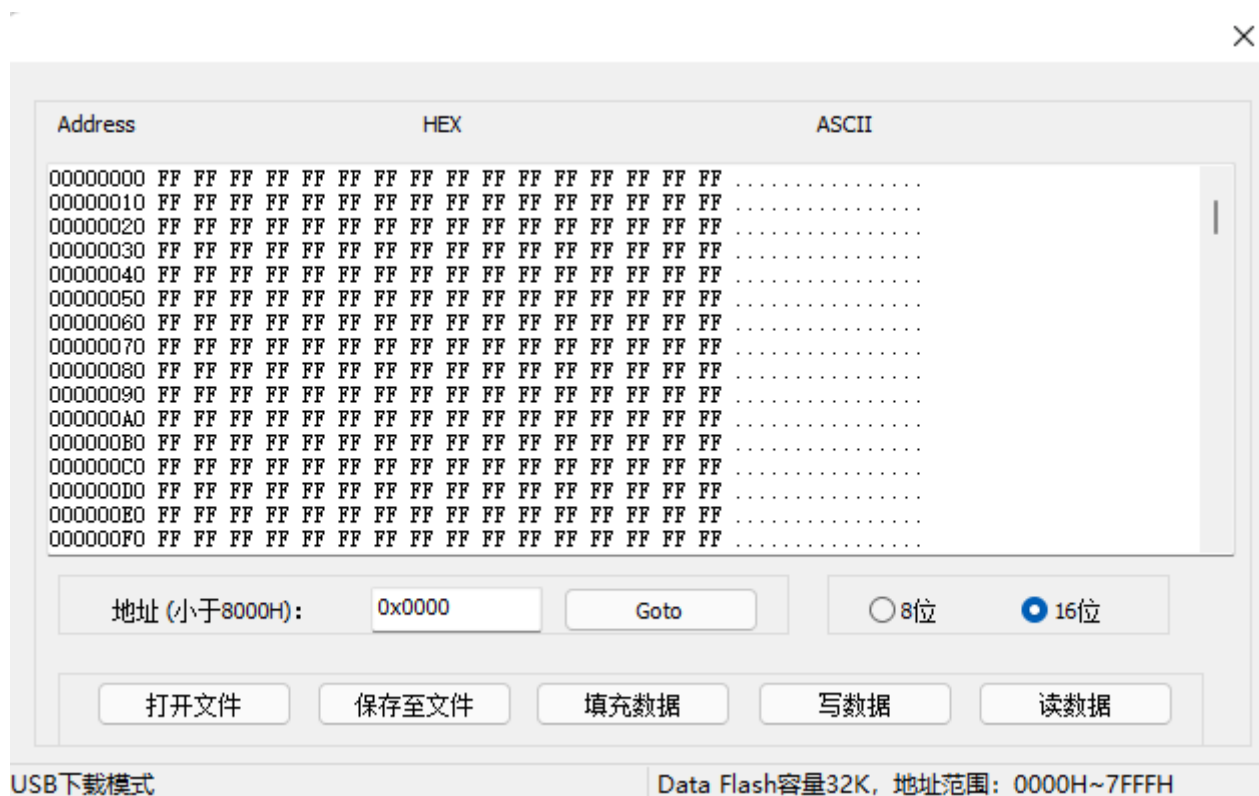 Address HEX ASCII
00000000 FF FF FF FF FF FF FF FF FF FF FF FF FF FF FF FF ................
00000010 FF FF FF FF FF FF FF FF FF FF FF FF FF FF FF FF ................
00000020 FF FF FF FF FF FF FF FF FF FF FF FF FF FF FF FF ................
00000030 FF FF FF FF FF FF FF FF FF FF FF FF FF FF FF FF ................
00000040 FF FF FF FF FF FF FF FF FF FF FF FF FF FF FF FF ................
00000050 FF FF FF FF FF FF FF FF FF FF FF FF FF FF FF FF ................
00000060 FF FF FF FF FF FF FF FF FF FF FF FF FF FF FF FF ................
00000070 FF FF FF FF FF FF FF FF FF FF FF FF FF FF FF FF ................
00000080 FF FF FF FF FF FF FF FF FF FF FF FF FF FF FF FF ................
00000090 FF FF FF FF FF FF FF FF FF FF FF FF FF FF FF FF ................
000000A0 FF FF FF FF FF FF FF FF FF FF FF FF FF FF FF FF ................
000000B0 FF FF FF FF FF FF FF FF FF FF FF FF FF FF FF FF ................
000000C0 FF FF FF FF FF FF FF FF FF FF FF FF FF FF FF FF ................
000000D0 FF FF FF FF FF FF FF FF FF FF FF FF FF FF FF FF ................
000000E0 FF FF FF FF FF FF FF FF FF FF FF FF FF FF FF FF ................
000000F0 FF FF FF FF FF FF FF FF FF FF FF FF FF FF FF FF ................
地址 (小于8000H)： 0x0000 Goto 8位 16位
打开文件 保存至文件 填充数据 写数据 读数据
USB下载模式 Data Flash容量32K，地址范围：0000H~7FFFH